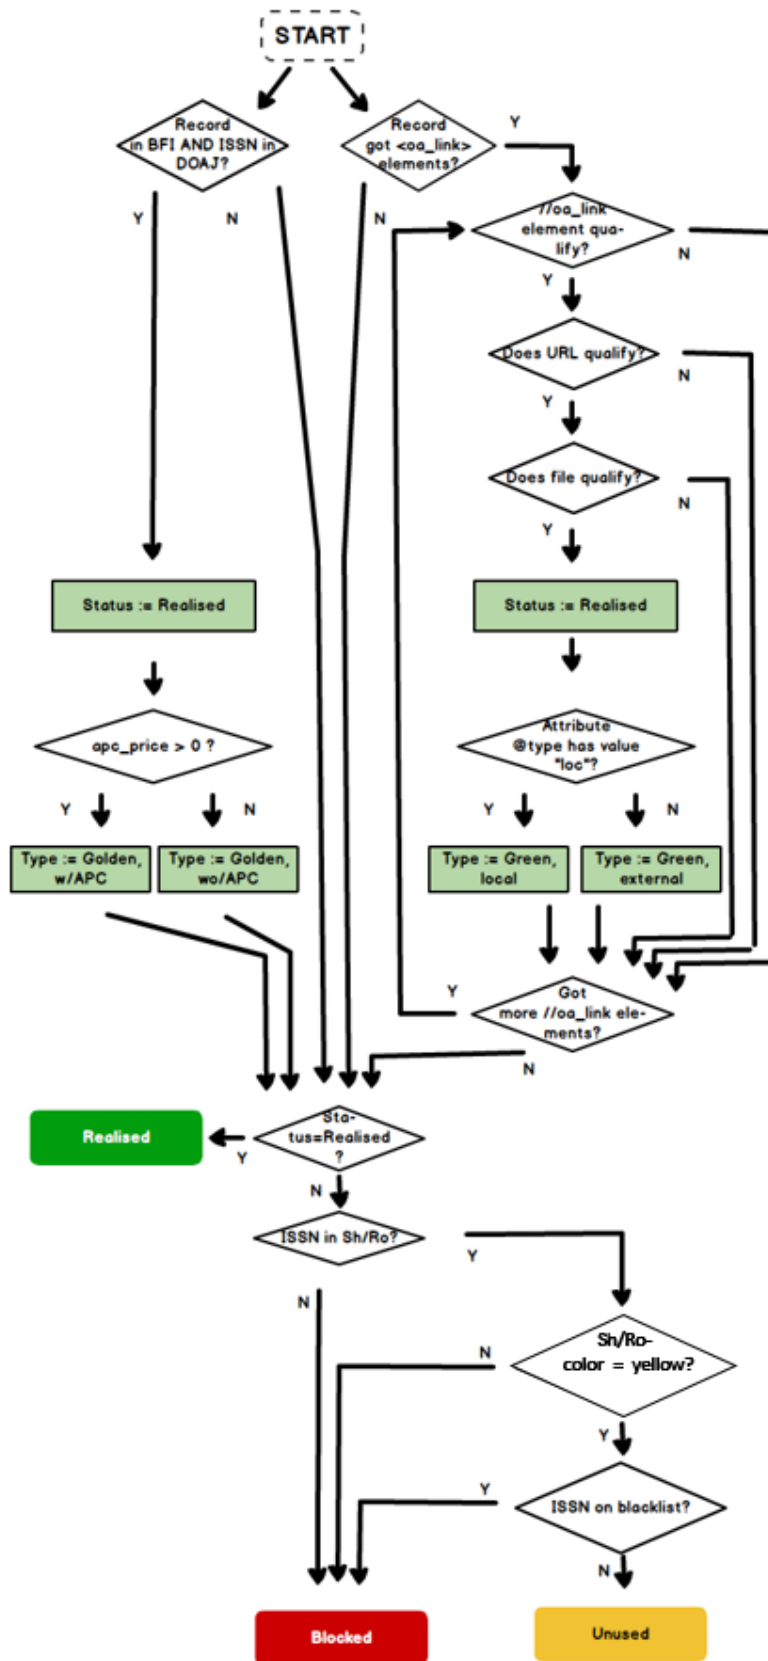 START
Record
in BFI AND ISSN in
DOAJ?
Record
got <oa_link>
elements?
Y
Y
N
N
//oa_link
element qua-
lify?
N
Y
Does URL qualify?
N
Y
Does file qualify?
N
Y
Status := Realised
Status := Realised
apc_price > 0 ?
Attribute
@type has value
"loc"?
Y
N
Y
N
Type := Golden,
w/APC
Type := Golden,
wo/APC
Type := Green,
local
Type := Green,
external
Y
Got
more //oa_link ele-
ments?
N
Realised
Y
Sta-
tus=Realised
?
N
ISSN in Sh/Ro?
Y
N
N
Sh/Ro-
color = yellow?
Y
Y
ISSN on blacklist?
N
Blocked
Unused